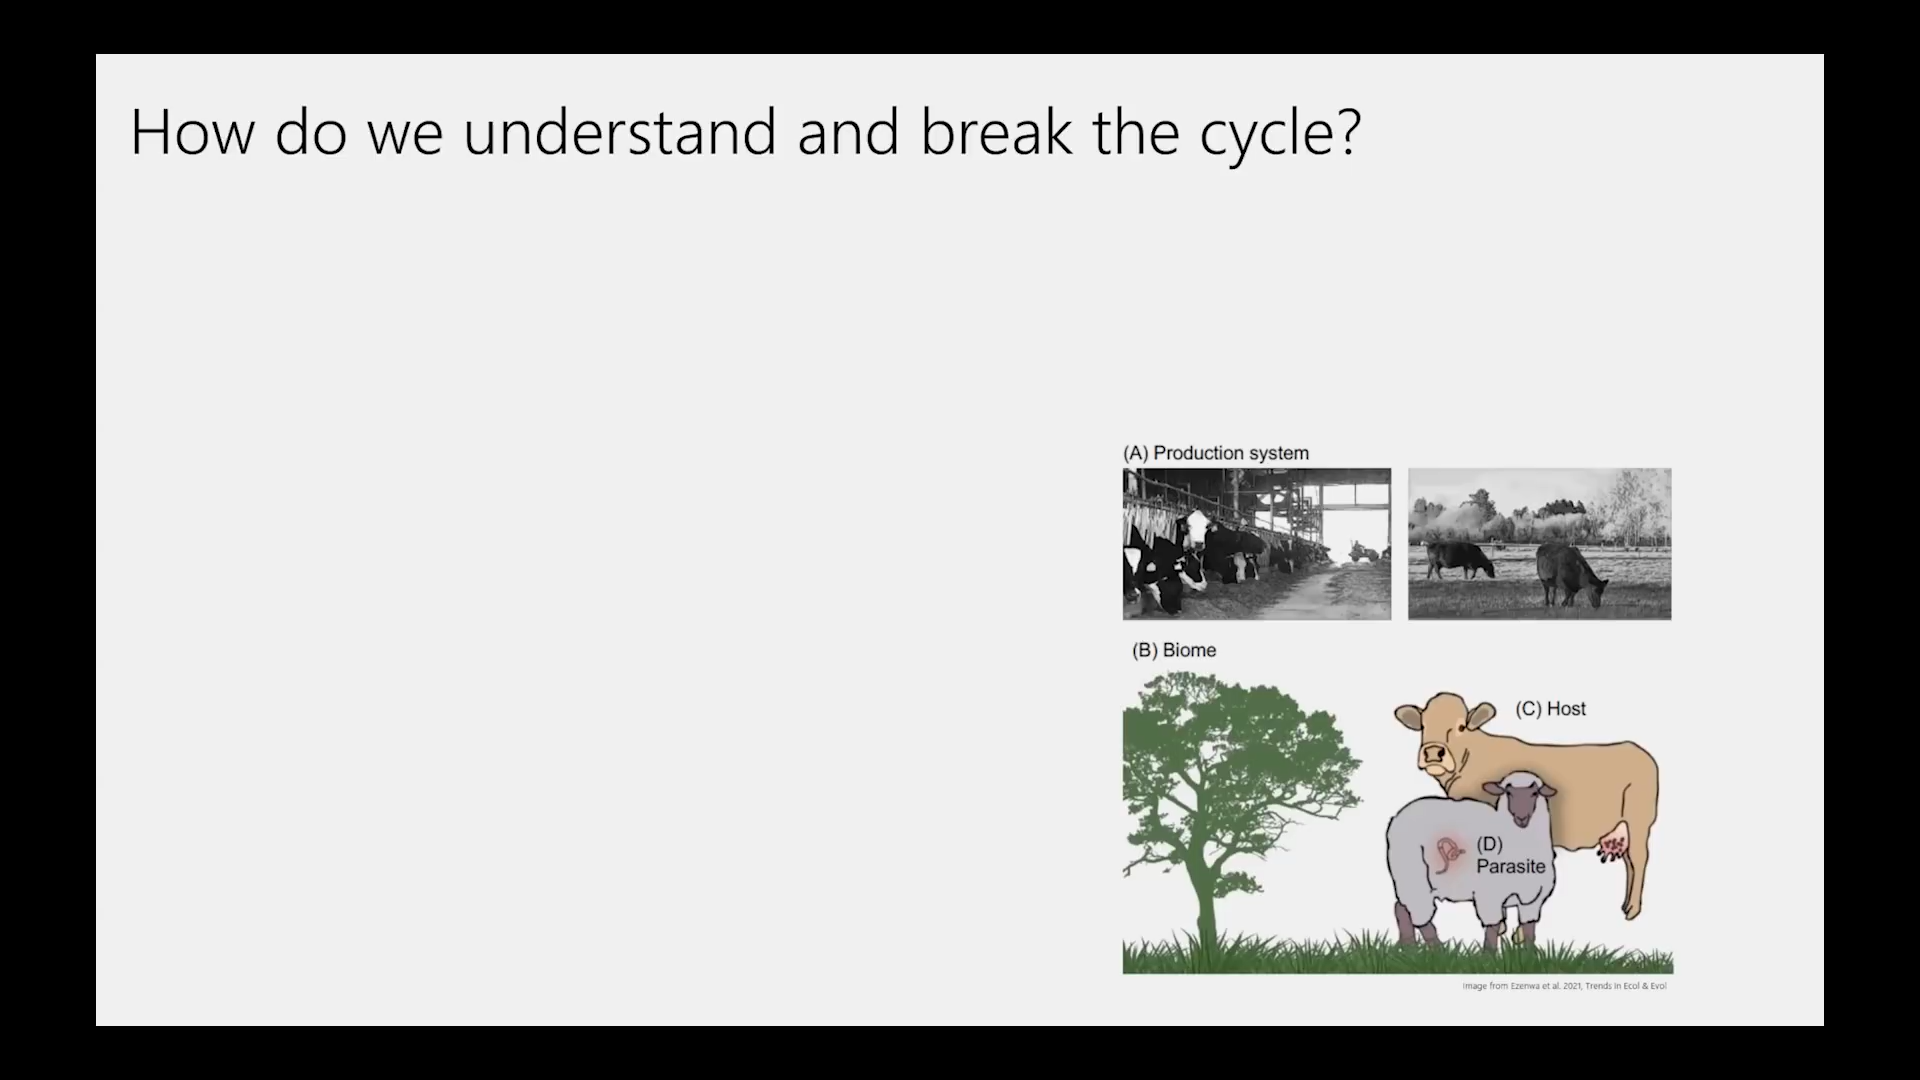 How do we understand and break the cycle?
(A) Production system
(B) Biome
(C) Host
(D)
Parasite
Image from Ezenwa et al. 2021, Trends in Ecol & Evol